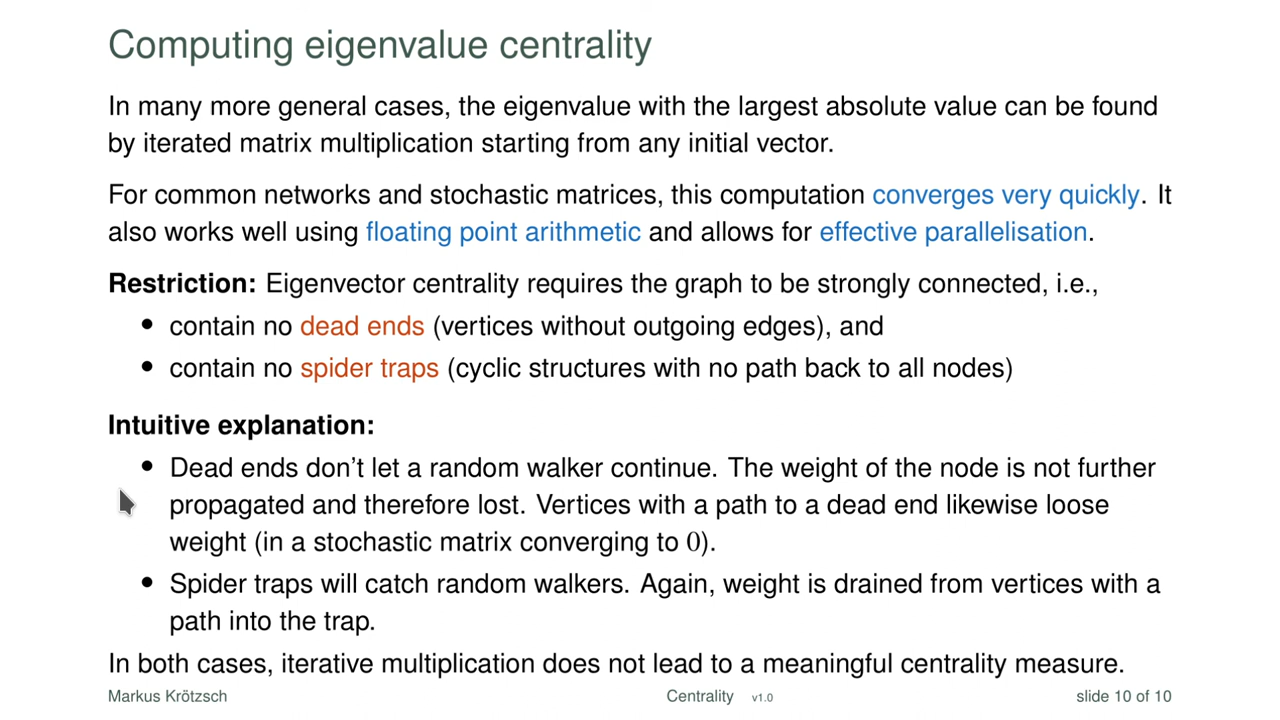 Computing eigenvalue centrality
In many more general cases, the eigenvalue with the largest absolute value can be found
by iterated matrix multiplication starting from any initial vector.
For common networks and stochastic matrices, this computation converges very quickly. It
also works well using floating point arithmetic and allows for effective parallelisation.
Restriction: Eigenvector centrality requires the graph to be strongly connected, i.e.,
• contain no dead ends (vertices without outgoing edges), and
• contain no spider traps (cyclic structures with no path back to all nodes)
Intuitive explanation:
• Dead ends don't let a random walker continue. The weight of the node is not further
propagated and therefore lost. Vertices with a path to a dead end likewise loose
weight (in a stochastic matrix converging to 0).
• Spider traps will catch random walkers. Again, weight is drained from vertices with a
path into the trap.
In both cases, iterative multiplication does not lead to a meaningful centrality measure.
Markus Krötzsch Centrality v1.0 slide 10 of 10